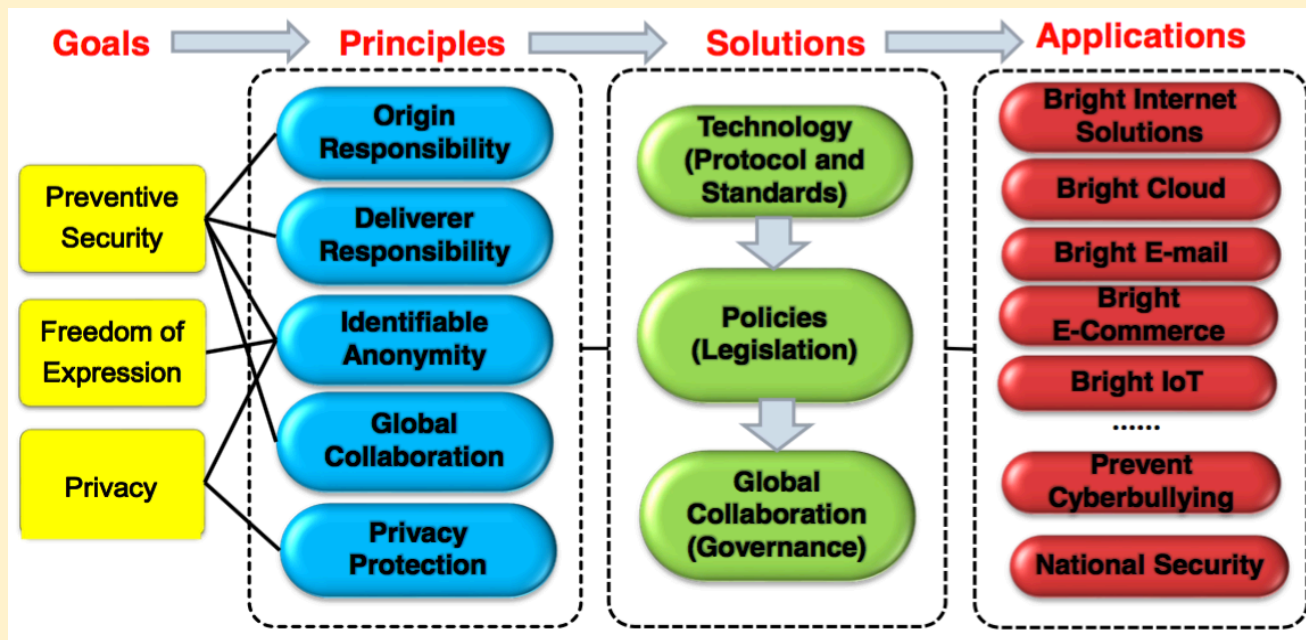 Goals
Principles
Solutions
Applications
Preventive
Security
Freedom of
Expression
Privacy
Origin
Responsibility
Deliverer
Responsibility
Identifiable
Anonymity
Global
Collaboration
Privacy
Protection
Technology
(Protocol and
Standards)
Policies
(Legislation)
Global
Collaboration
(Governance)
Bright Internet
Solutions
Bright Cloud
Bright E-mail
Bright
E-Commerce
Bright IoT
......
Prevent
Cyberbullying
National Security